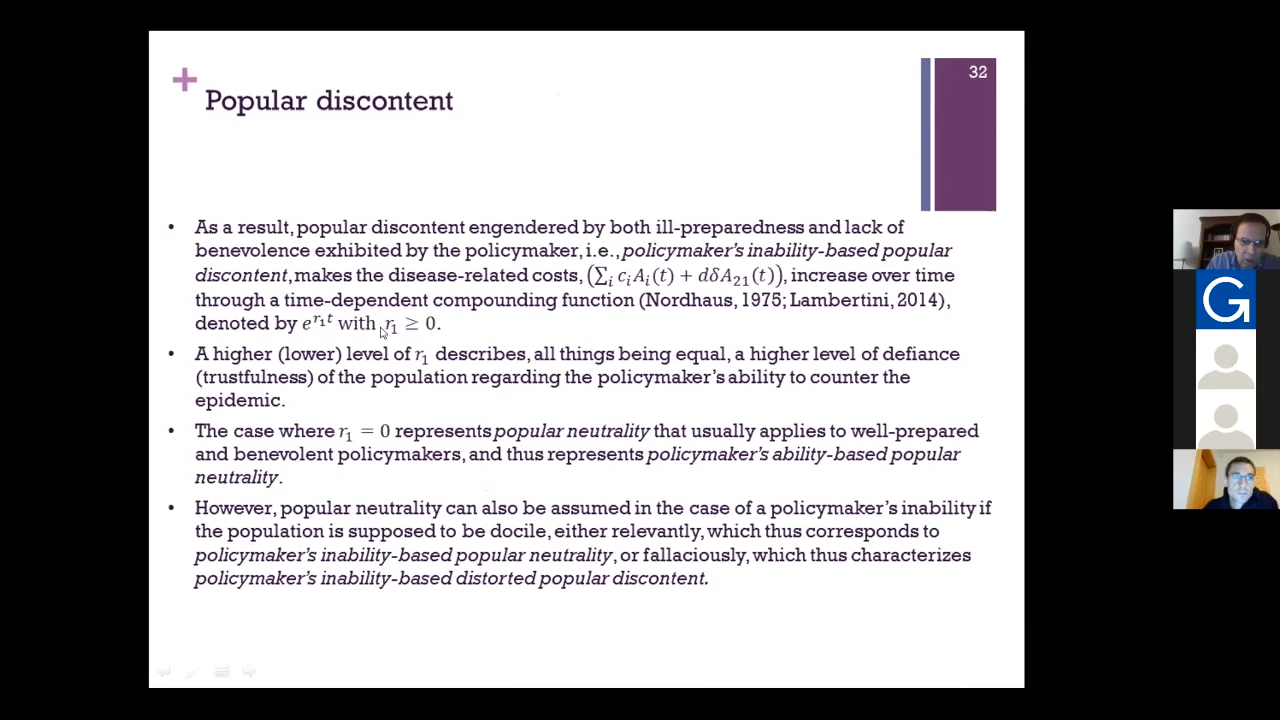 32
+
Popular discontent
• As a result, popular discontent engendered by both ill-preparedness and lack of
benevolence exhibited by the policymaker, i.e., policymaker's inability-based popular
discontent, makes the disease-related costs, (∑ᵢ cᵢAᵢ(t) + dδA₂₁(t)), increase over time
through a time-dependent compounding function (Nordhaus, 1975; Lambertini, 2014),
denoted by e^{r₁t} with r₁ ≥ 0.
• A higher (lower) level of r₁ describes, all things being equal, a higher level of defiance
(trustfulness) of the population regarding the policymaker's ability to counter the
epidemic.
• The case where r₁ = 0 represents popular neutrality that usually applies to well-prepared
and benevolent policymakers, and thus represents policymaker's ability-based popular
neutrality.
• However, popular neutrality can also be assumed in the case of a policymaker's inability if
the population is supposed to be docile, either relevantly, which thus corresponds to
policymaker's inability-based popular neutrality, or fallaciously, which thus characterizes
policymaker's inability-based distorted popular discontent.
G